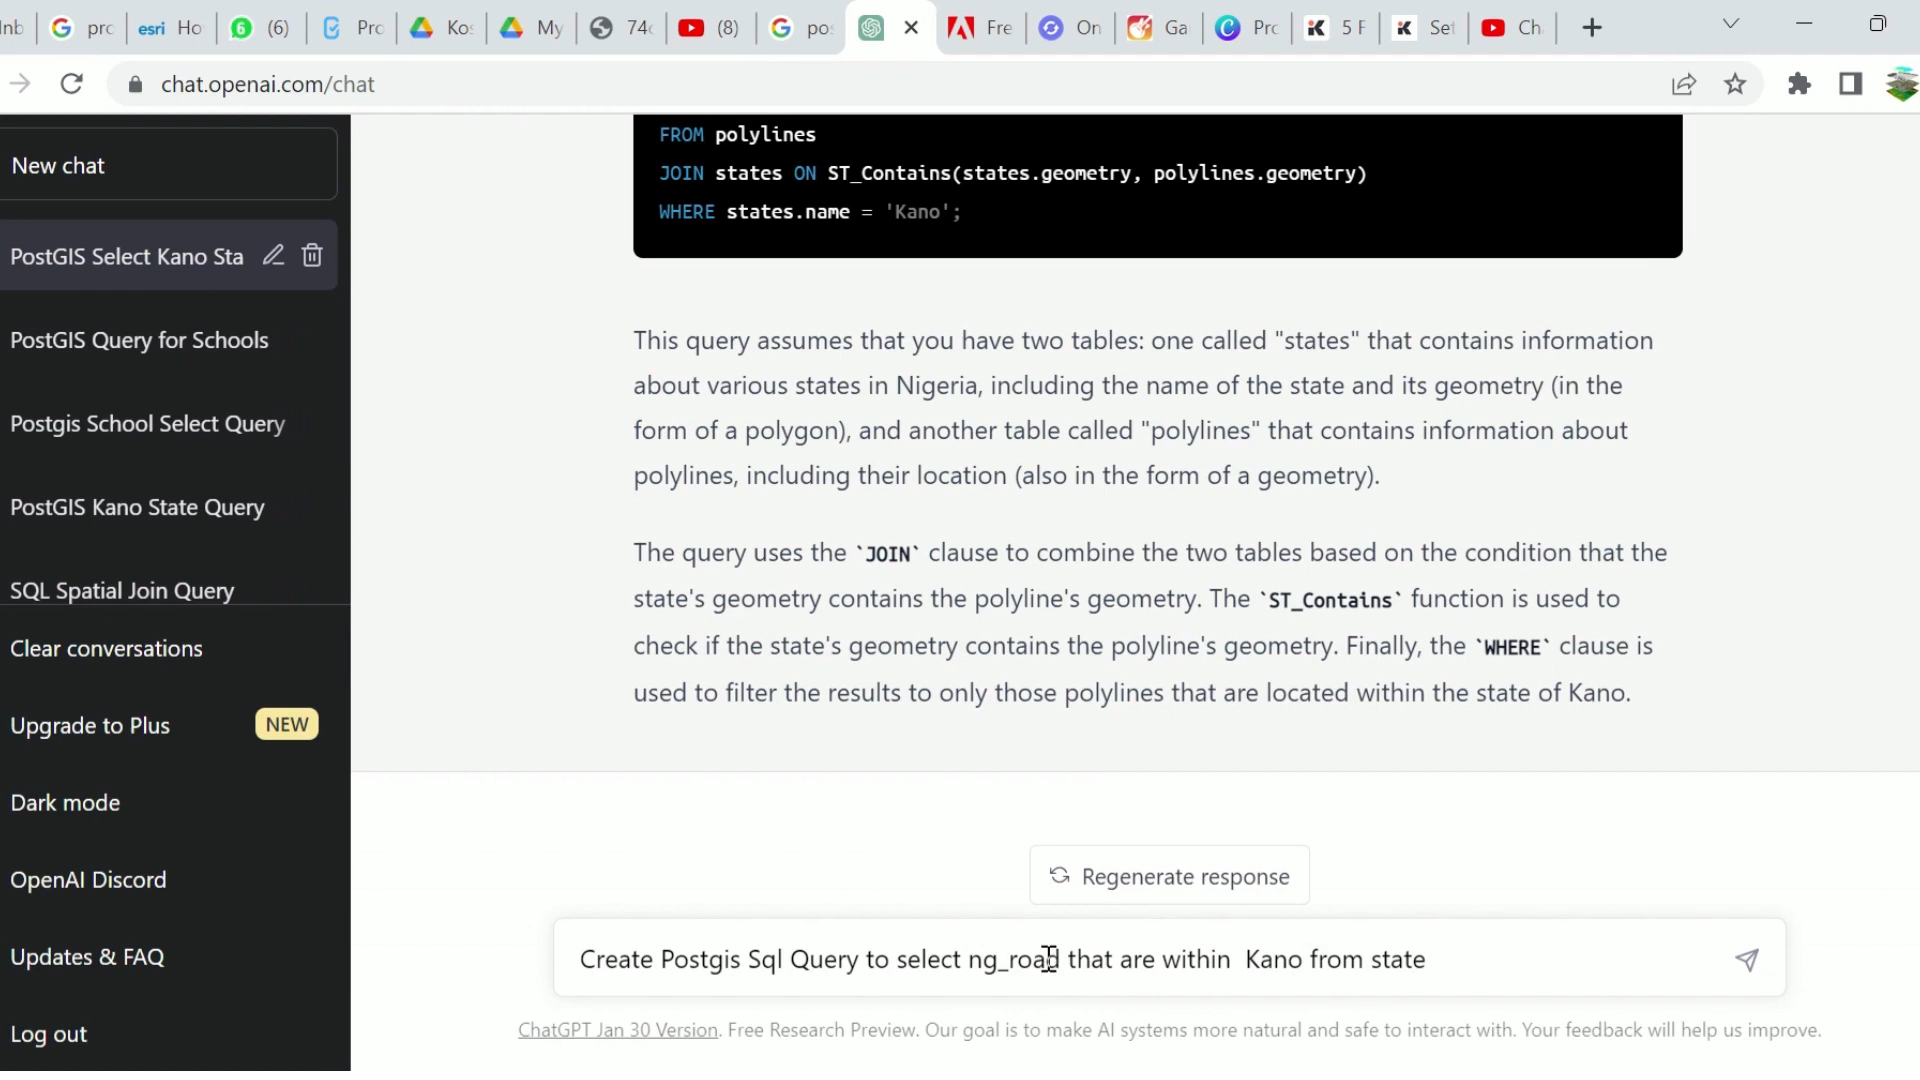 Inb
pro
esri Ho
6 (6)
Pro
Ko
My
74c
(8)
pos
Fre
On
Ga
Pro
5 F
Set
Ch
chat.openai.com/chat
New chat
PostGIS Select Kano Sta
PostGIS Query for Schools
Postgis School Select Query
PostGIS Kano State Query
SQL Spatial Join Query
Clear conversations
Upgrade to Plus NEW
Dark mode
OpenAI Discord
Updates & FAQ
Log out
FROM polylines
JOIN states ON ST_Contains(states.geometry, polylines.geometry)
WHERE states.name = 'Kano';
This query assumes that you have two tables: one called "states" that contains information
about various states in Nigeria, including the name of the state and its geometry (in the
form of a polygon), and another table called "polylines" that contains information about
polylines, including their location (also in the form of a geometry).
The query uses the `JOIN` clause to combine the two tables based on the condition that the
state's geometry contains the polyline's geometry. The `ST_Contains` function is used to
check if the state's geometry contains the polyline's geometry. Finally, the `WHERE` clause is
used to filter the results to only those polylines that are located within the state of Kano.
Regenerate response
Create Postgis Sql Query to select ng_road that are within  Kano from state
ChatGPT Jan 30 Version. Free Research Preview. Our goal is to make AI systems more natural and safe to interact with. Your feedback will help us improve.